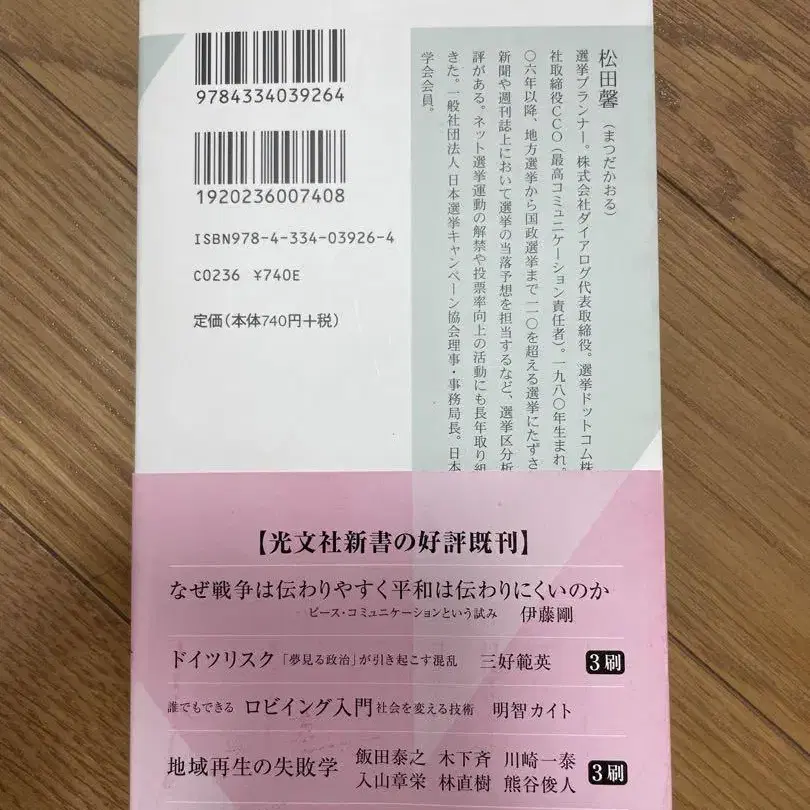 9784334039264
1920236007408
ISBN978-4-334-03926-4
C0236 ¥740E
定価(本体740円+税)
松田馨(まつだかおる)
選挙プランナー。株式会社ダイアログ代表取締役。選挙ドットコム株
社取締役CCO(最高コミュニケーション責任者)。一九八〇年生まれ。
〇六年以降、地方選挙から国政選挙まで一一〇を超える選挙にたずさ
新聞や週刊誌上において選挙の当落予想を担当するなど、選挙区分析
評がある。ネット選挙運動の解禁や投票率向上の活動にも長年取り組
きた。一般社団法人 日本選挙キャンペーン協会理事・事務局長。日本
学会会員。
【光文社新書の好評既刊】
なぜ戦争は伝わりやすく平和は伝わりにくいのか
ピース・コミュニケーションという試み 伊藤剛
ドイツリスク 「夢見る政治」が引き起こす混乱 三好範英 3刷
誰でもできる ロビイング入門 社会を変える技術 明智カイト
地域再生の失敗学 飯田泰之 木下斉 川崎一泰
入山章栄 林直樹 熊谷俊人 3刷